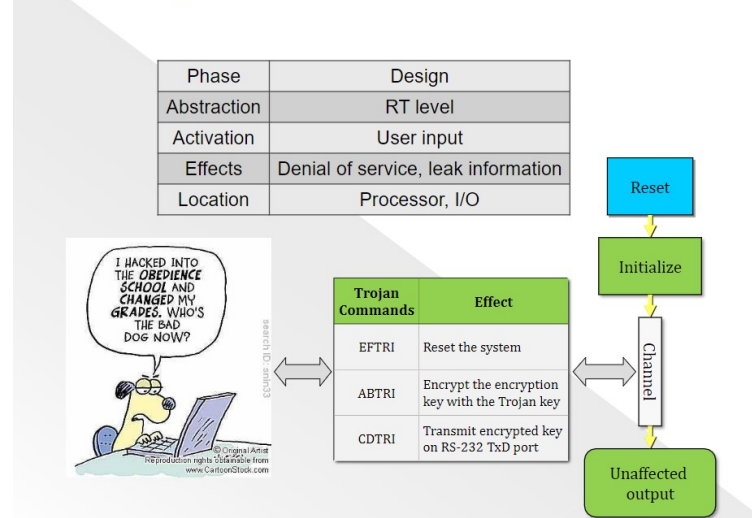 Phase Design
Abstraction RT level
Activation User input
Effects Denial of service, leak information
Location Processor, I/O
Reset
Initialize
Channel
Unaffected
output
I HACKED INTO
THE OBEDIENCE
SCHOOL AND
CHANGED MY
GRADES. WHO'S
THE BAD
DOG NOW?
search ID: snin33
© Original Artist
Reproduction rights obtainable from
www.CartoonStock.com
Trojan
Commands
Effect
EFTRI Reset the system
ABTRI Encrypt the encryption
key with the Trojan key
CDTRI Transmit encrypted key
on RS-232 TxD port